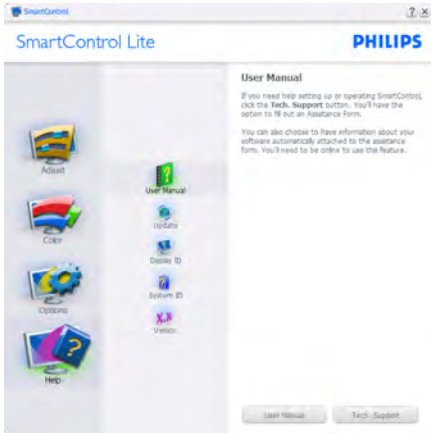 SmartControl
? ×
SmartControl Lite
PHILIPS
User Manual
If you need help setting up or operating SmartControl,
click the Tech. Support button. You'll have the
option to fill out an Assistance Form.
You can also choose to have information about your
software automatically attached to the assistance
form. You'll need to be online to use this feature.
Adjust
Color
Options
Help
User Manual
Update
Display ID
System ID
X.X
Version
User Manual
Tech. Support